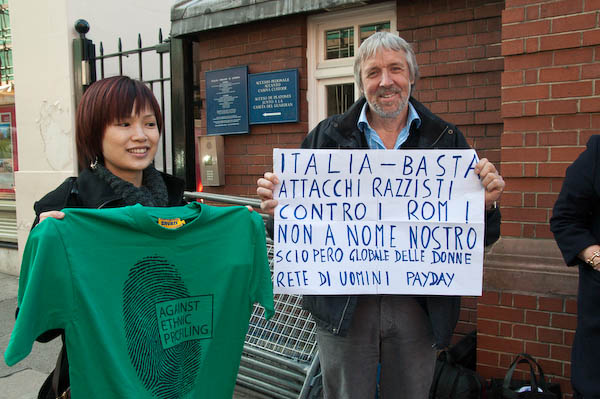 ITALIA - BASTA
ATTACCHI RAZZISTI
CONTRO I ROM!
NON A NOME NOSTRO
SCIOPERO GLOBALE DELLE DONNE
RETE DI UOMINI PAYDAY
AGAINST
ETHNIC
PROFILING